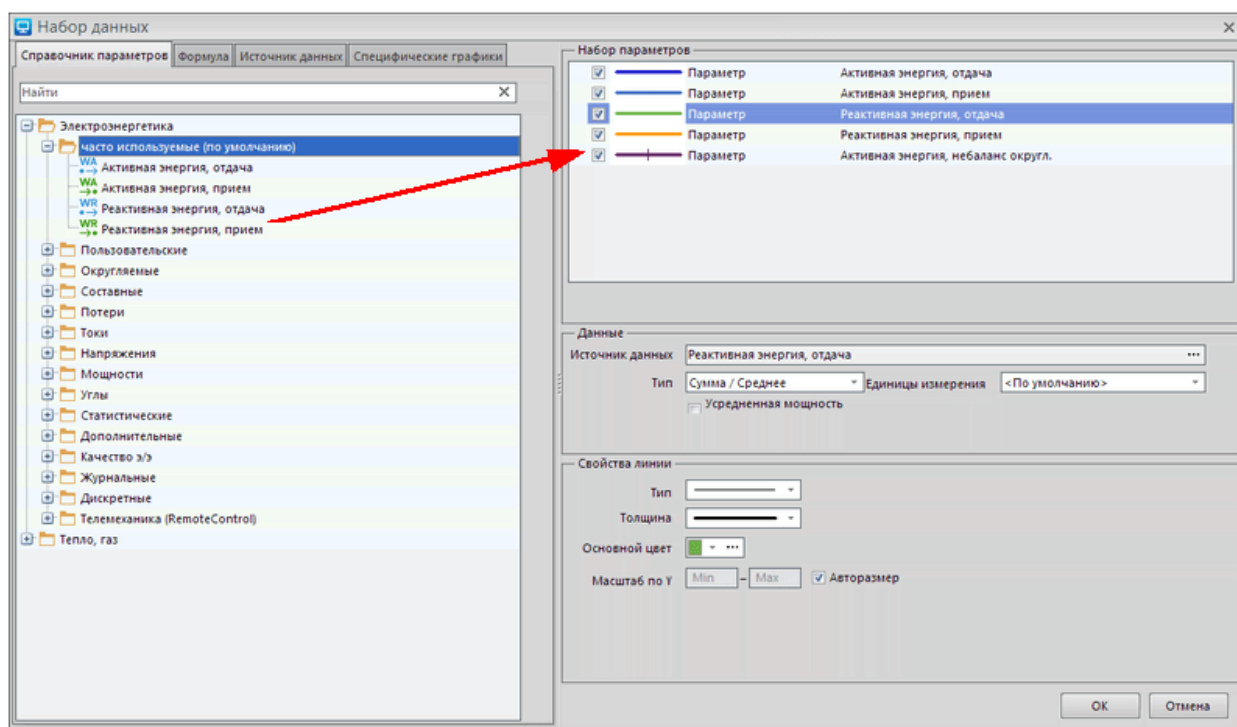 Набор данных
Справочник параметров Формула Источник данных Специфические графики
Найти
Электроэнергетика
часто используемые (по умолчанию)
WA Активная энергия, отдача
WA Активная энергия, прием
WR Реактивная энергия, отдача
WR Реактивная энергия, прием
Пользовательские
Округляемые
Составные
Потери
Токи
Напряжения
Мощности
Углы
Статистические
Дополнительные
Качество э/э
Журнальные
Дискретные
Телемеханика (RemoteControl)
Тепло, газ
Набор параметров
Параметр Активная энергия, отдача
Параметр Активная энергия, прием
Параметр Реактивная энергия, отдача
Параметр Реактивная энергия, прием
Параметр Активная энергия, небаланс округл.
Данные
Источник данных Реактивная энергия, отдача ...
Тип Сумма / Среднее Единицы измерения <По умолчанию>
Усредненная мощность
Свойства линии
Тип
Толщина
Основной цвет ...
Масштаб по Y Min – Max Авторазмер
OK Отмена